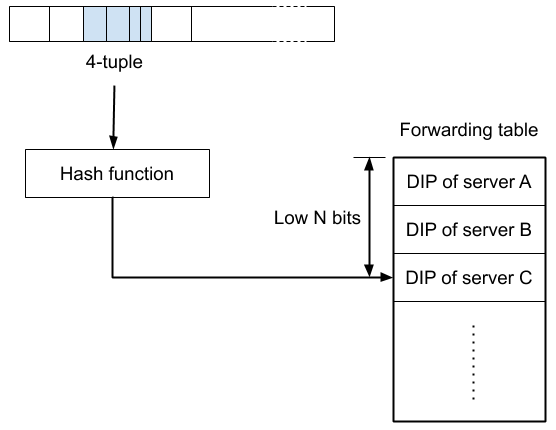 4-tuple
Forwarding table
Hash function
DIP of server A
Low N bits
DIP of server B
DIP of server C